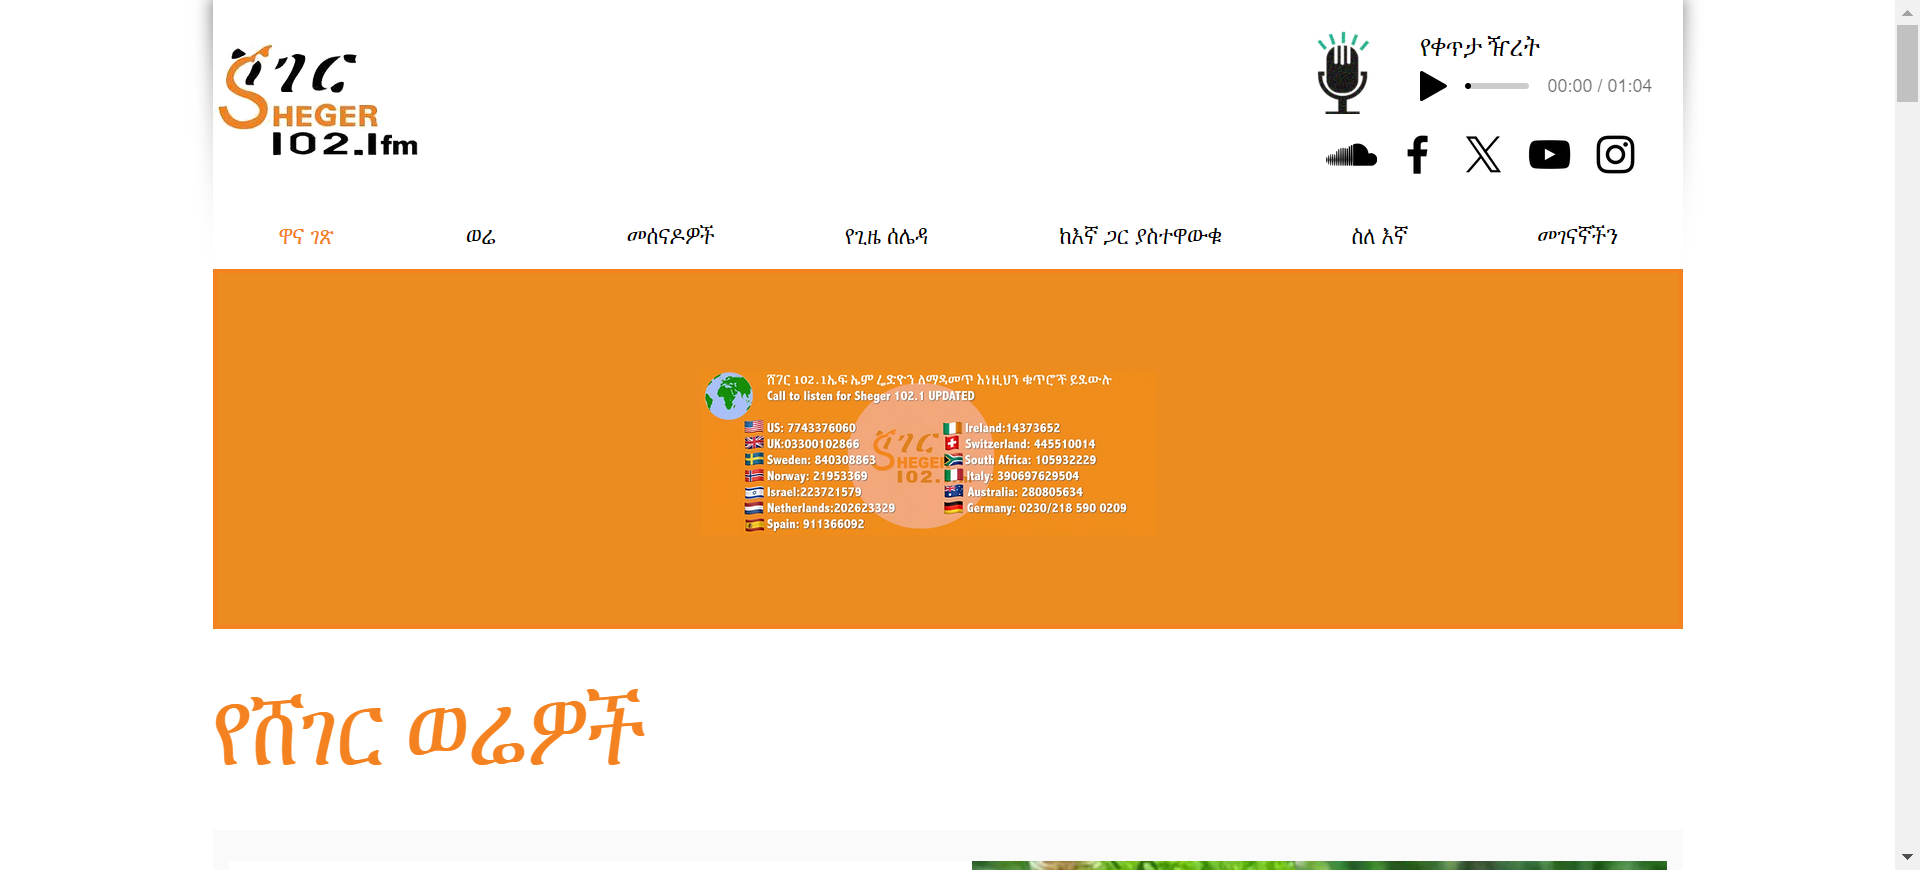 ሸገር
SHEGER
102.1fm
የቀጥታ ሥርጭት
00:00 / 01:04
ዋና ገጽ
ወሬ
መሰናዶዎች
የጊዜ ሰሌዳ
ከእኛ ጋር ያስተዋውቁ
ስለ እኛ
መገናኛችን
ሸገር 102.1ኤፍ ኤም ሬድዮን ለማዳመጥ እነዚህን ቁጥሮች ይደውሉ
Call to listen for Sheger 102.1 UPDATED
US: 7743376060
UK:03300102866
Sweden: 840308863
Norway: 21953369
Israel:223721579
Netherlands:202623329
Spain: 911366092
Ireland:14373652
Switzerland: 445510014
South Africa: 105932229
Italy: 390697629504
Australia: 280805634
Germany: 0230/218 590 0209
የሸገር ወሬዎች